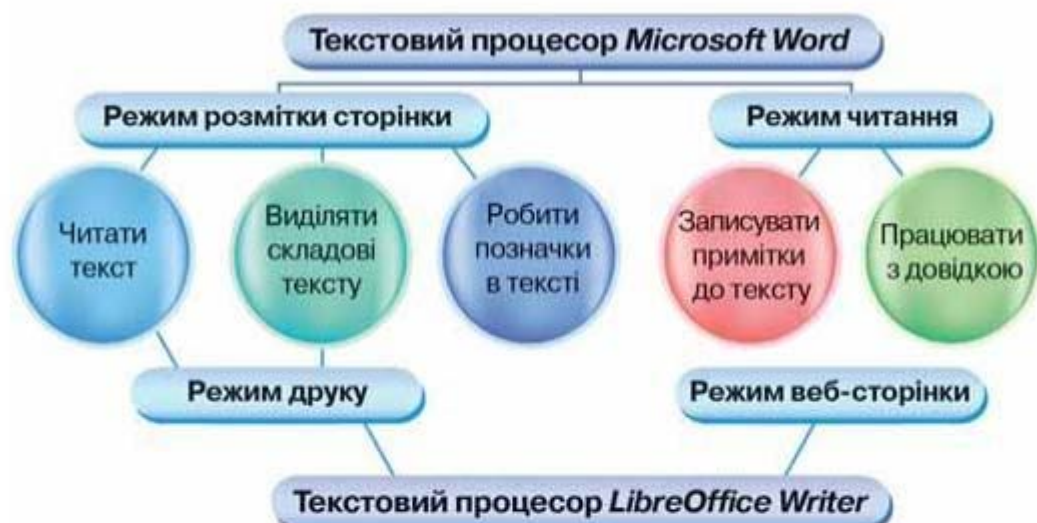 Текстовий процесор Microsoft Word
Режим розмітки сторінки
Режим читання
Читати
текст
Виділяти
складові
тексту
Робити
позначки
в тексті
Записувати
примітки
до тексту
Працювати
з довідкою
Режим друку
Режим веб-сторінки
Текстовий процесор LibreOffice Writer